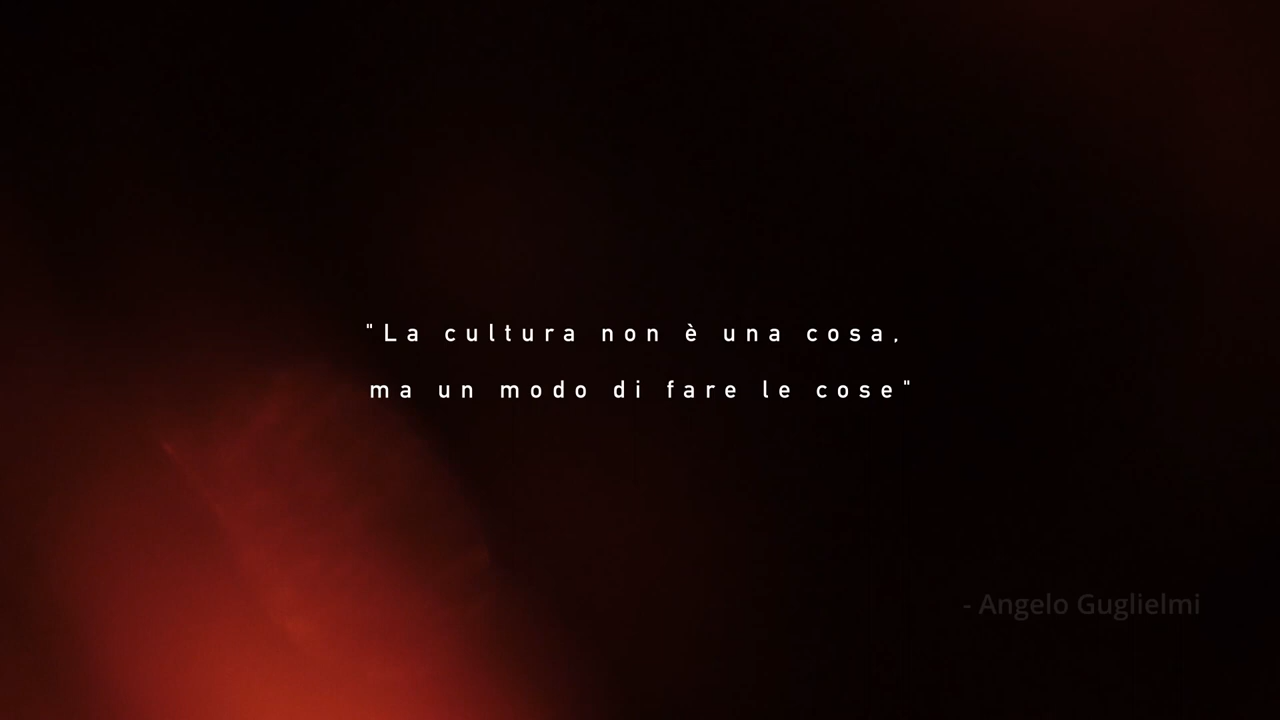 "La cultura non è una cosa,
ma un modo di fare le cose"
- Angelo Guglielmi